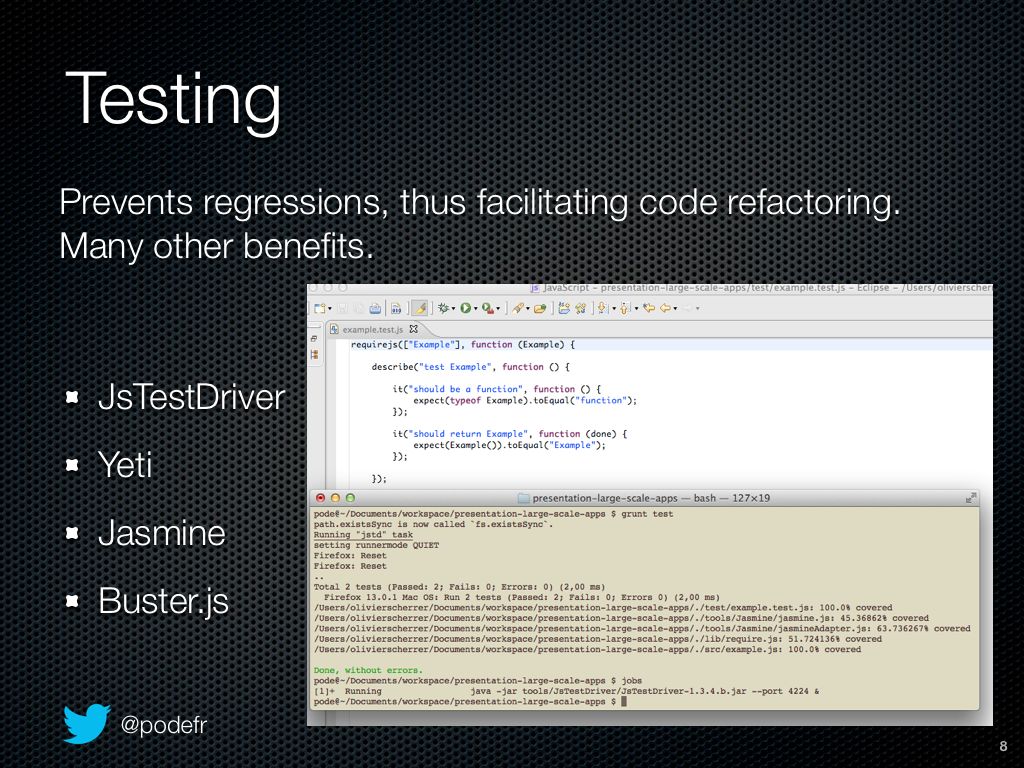 Testing
Prevents regressions, thus facilitating code refactoring.
Many other benefits.
JsTestDriver
Yeti
Jasmine
Buster.js
JavaScript - presentation-large-scale-apps/test/example.test.js - Eclipse - /Users/olivierscherr
example.test.js
requirejs(["Example"], function (Example) {
describe("test Example", function () {
it("should be a function", function () {
expect(typeof Example).toEqual("function");
});
it("should return Example", function (done) {
expect(Example()).toEqual("Example");
});
});
presentation-large-scale-apps — bash — 127×19
pode@~/Documents/workspace/presentation-large-scale-apps $ grunt test
path.existsSync is now called `fs.existsSync`.
Running "jstd" task
setting runnermode QUIET
Firefox: Reset
Firefox: Reset
..
Total 2 tests (Passed: 2; Fails: 0; Errors: 0) (2,00 ms)
Firefox 13.0.1 Mac OS: Run 2 tests (Passed: 2; Fails: 0; Errors 0) (2,00 ms)
/Users/olivierscherrer/Documents/workspace/presentation-large-scale-apps/./test/example.test.js: 100.0% covered
/Users/olivierscherrer/Documents/workspace/presentation-large-scale-apps/./tools/Jasmine/jasmine.js: 45.36862% covered
/Users/olivierscherrer/Documents/workspace/presentation-large-scale-apps/./tools/Jasmine/jasmineAdapter.js: 63.736267% covered
/Users/olivierscherrer/Documents/workspace/presentation-large-scale-apps/./lib/require.js: 51.724136% covered
/Users/olivierscherrer/Documents/workspace/presentation-large-scale-apps/./src/example.js: 100.0% covered
Done, without errors.
pode@~/Documents/workspace/presentation-large-scale-apps $ jobs
[1]+ Running java -jar tools/JsTestDriver/JsTestDriver-1.3.4.b.jar --port 4224 &
pode@~/Documents/workspace/presentation-large-scale-apps $
@podefr
8